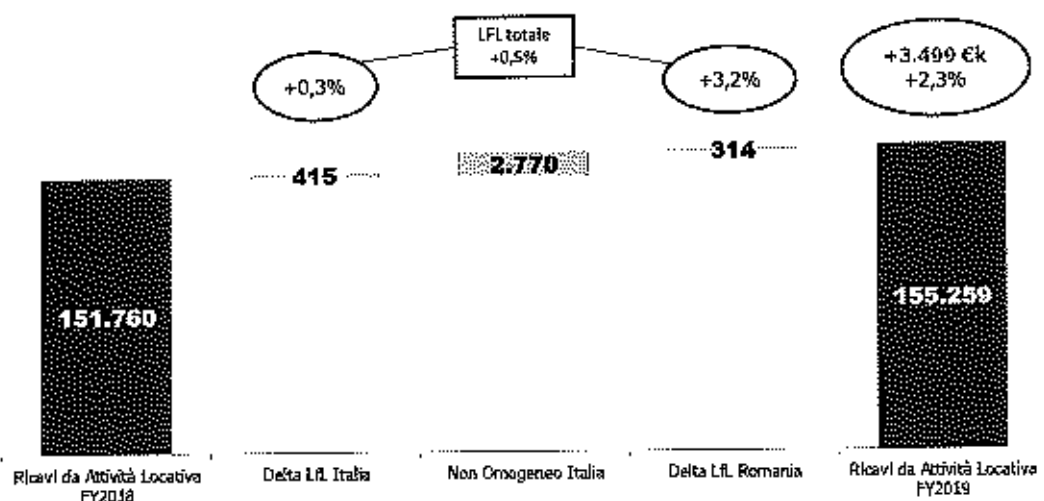 LFL totale
+0,5%
+0,3%
+3,2%
+3.499 €k
+2,3%
415
2.770
314
151.760
155.259
Ricavi da Attività Locativa
FY2018
Delta LfL Italia
Non Omogeneo Italia
Delta LfL Romania
Ricavi da Attività Locativa
FY2019